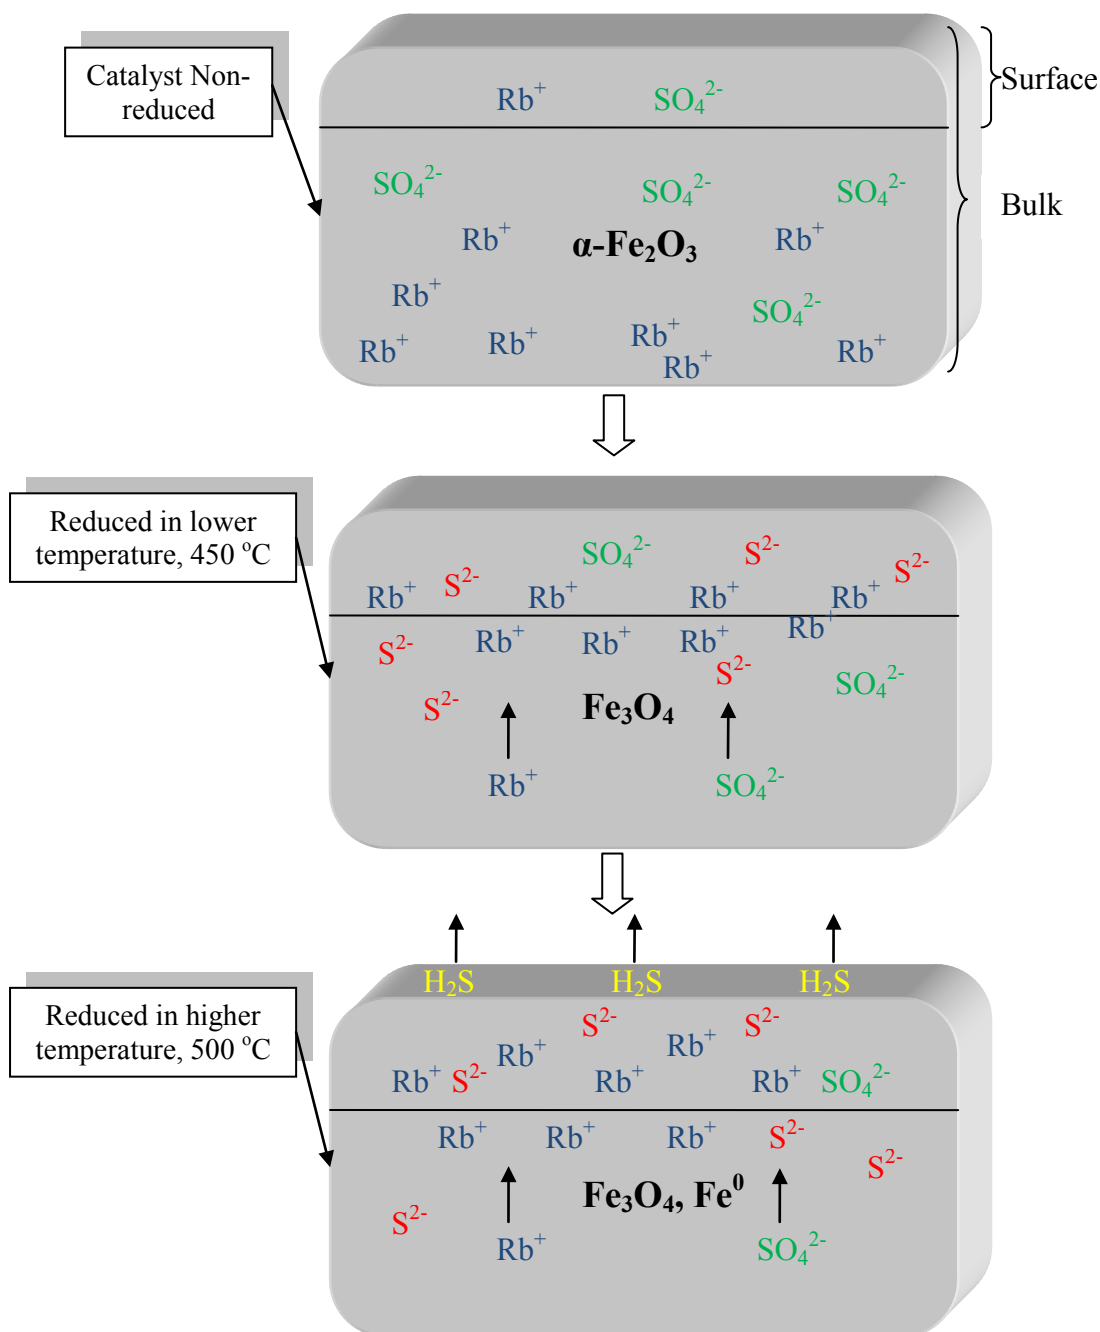 Catalyst Non-
reduced
Surface
Bulk
Rb⁺ SO₄²⁻
SO₄²⁻ SO₄²⁻ SO₄²⁻
Rb⁺ α-Fe₂O₃ Rb⁺
Rb⁺ SO₄²⁻
Rb⁺ Rb⁺ Rb⁺ Rb⁺
Rb⁺
Reduced in lower
temperature, 450 ºC
SO₄²⁻ S²⁻
Rb⁺ S²⁻ Rb⁺ Rb⁺ Rb⁺ S²⁻
S²⁻ Rb⁺ Rb⁺ Rb⁺ Rb⁺
S²⁻ SO₄²⁻
S²⁻ Fe₃O₄
Rb⁺ SO₄²⁻
H₂S H₂S H₂S
Reduced in higher
temperature, 500 ºC
S²⁻ S²⁻
Rb⁺ Rb⁺
Rb⁺ S²⁻ Rb⁺ Rb⁺ SO₄²⁻
Rb⁺ Rb⁺ Rb⁺ S²⁻
S²⁻
S²⁻ Fe₃O₄, Fe⁰
Rb⁺ SO₄²⁻